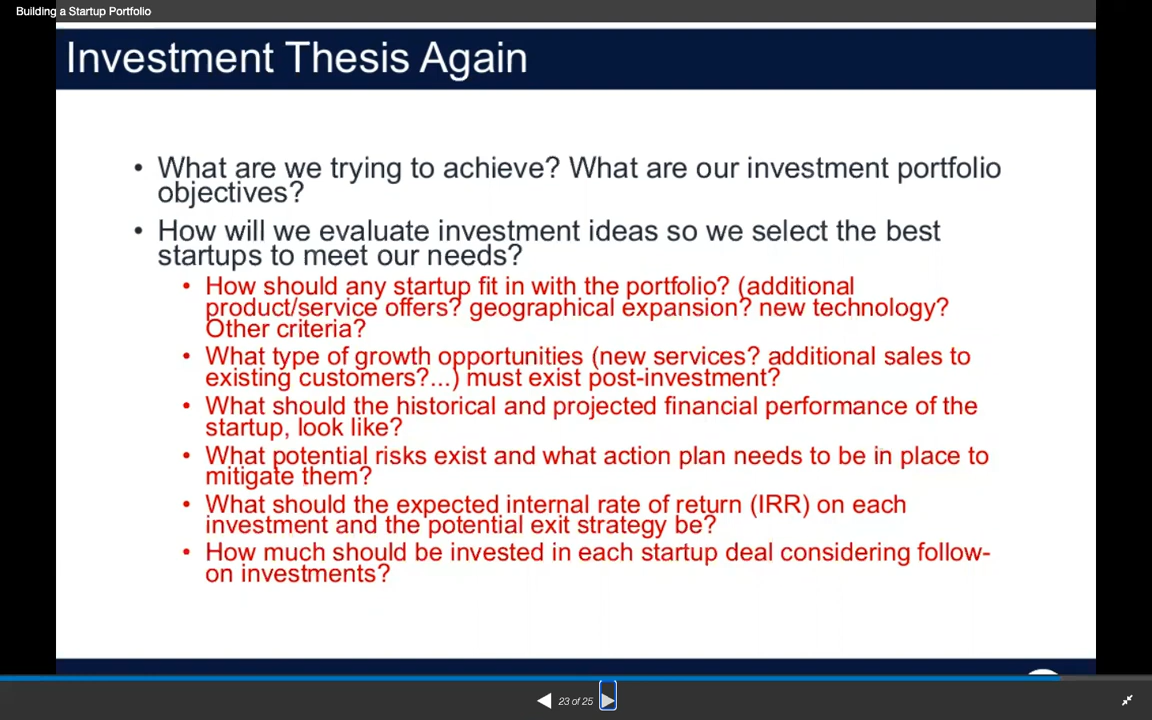 Building a Startup Portfolio
Investment Thesis Again
• What are we trying to achieve? What are our investment portfolio
objectives?
• How will we evaluate investment ideas so we select the best
startups to meet our needs?
• How should any startup fit in with the portfolio? (additional
product/service offers? geographical expansion? new technology?
Other criteria?
• What type of growth opportunities (new services? additional sales to
existing customers?...) must exist post-investment?
• What should the historical and projected financial performance of the
startup, look like?
• What potential risks exist and what action plan needs to be in place to
mitigate them?
• What should the expected internal rate of return (IRR) on each
investment and the potential exit strategy be?
• How much should be invested in each startup deal considering follow-
on investments?
23 of 25